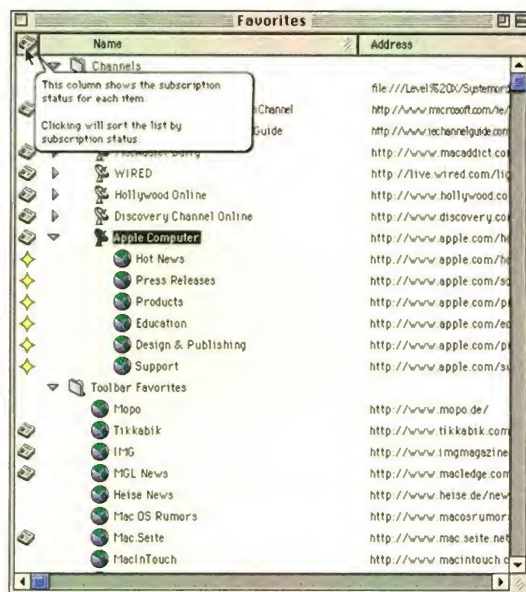 Favorites
Name Address
Channels
This column shows the subscription
status for each item.
Clicking will sort the list by
subscription status.
file:///Level%20X/Systemord
Channel http://www.microsoft.com/ie/
Guide http://www.iechannelguide.com
http://www.macaddict.co
WIRED http://live.wired.com/
Hollywood Online http://www.hollywood.co
Discovery Channel Online http://www.discovery.co
Apple Computer http://www.apple.com/h
Hot News http://www.apple.com/h
Press Releases http://www.apple.com/
Products http://www.apple.com/p
Education http://www.apple.com/e
Design & Publishing http://www.apple.com/p
Support http://www.apple.com/s
Toolbar Favorites
Mopo http://www.mopo.de/
Tikkabik http://www.tikkabik.com
IMG http://www.imgmagazine
MGL News http://www.macledge.com
Heise News http://www.heise.de/new
Mac OS Rumors http://www.macosrumor
Mac.Seite http://www.mac.seite.net
MacInTouch http://www.macintouch.c